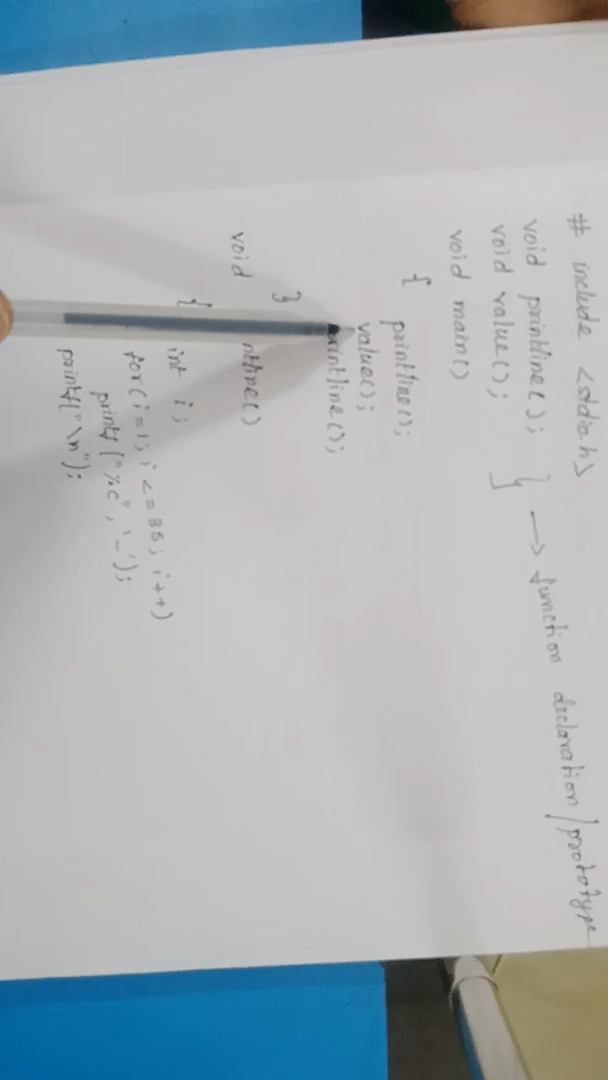 # include <stdio.h>
void printline();
void value(); } → function declaration/prototype
void main()
{
printline();
value();
printline();
}
void ntline()
{
int i;
for(i=1; i<=35; i++)
printf("%c", '-');
printf("\n");